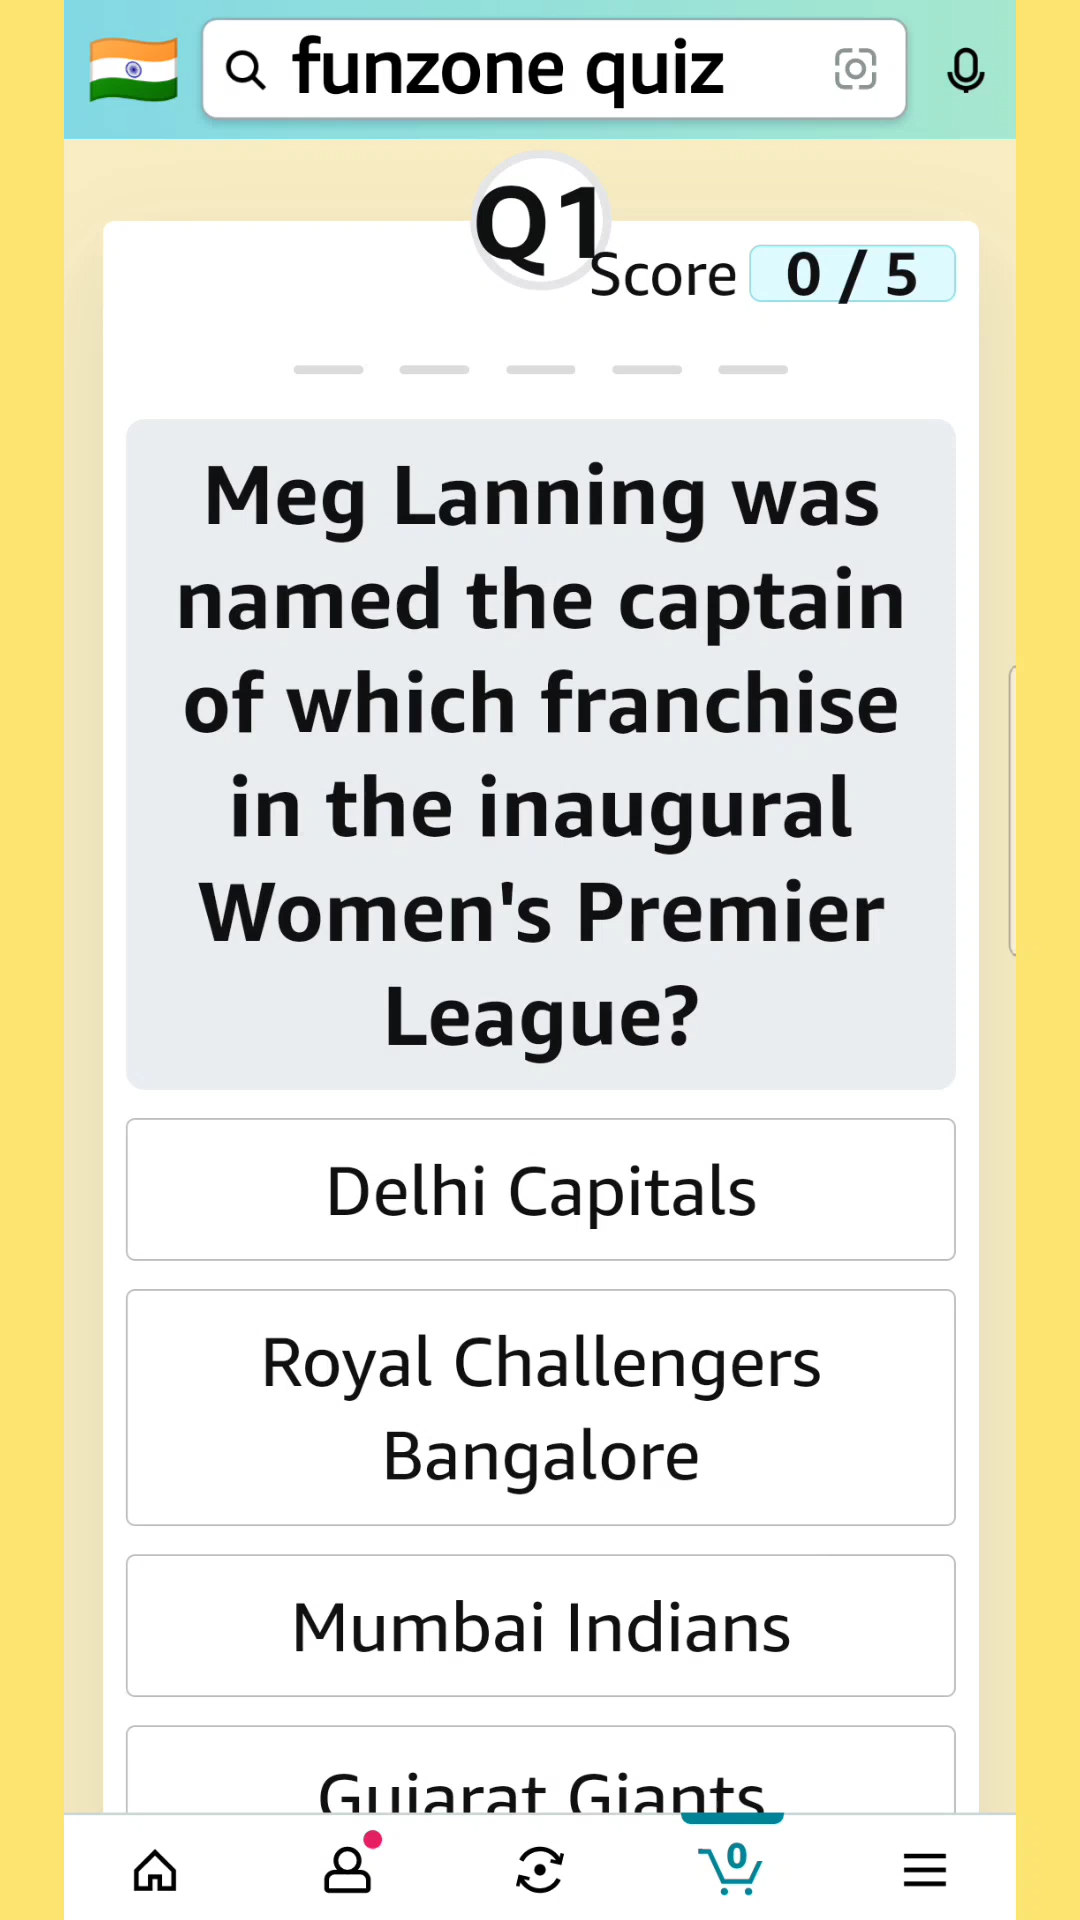 funzone quiz
Q1
Score 0 / 5
Meg Lanning was
named the captain
of which franchise
in the inaugural
Women's Premier
League?
Delhi Capitals
Royal Challengers
Bangalore
Mumbai Indians
Gujarat Giants
0